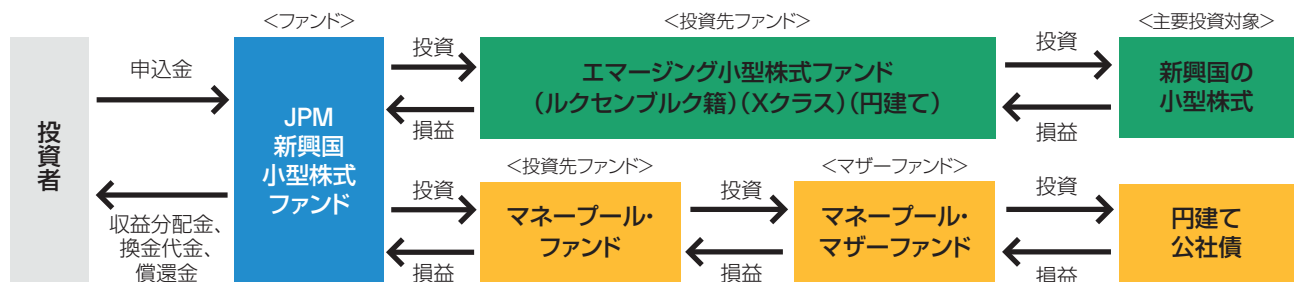 <ファンド>
<投資先ファンド>
<主要投資対象>
投資者
申込金
収益分配金、
換金代金、
償還金
JPM
新興国
小型株式
ファンド
投資
損益
エマージング小型株式ファンド
(ルクセンブルク籍)(Xクラス)(円建て)
投資
損益
新興国の
小型株式
<投資先ファンド>
<マザーファンド>
投資
損益
マネープール・
ファンド
投資
損益
マネープール・
マザーファンド
投資
損益
円建て
公社債